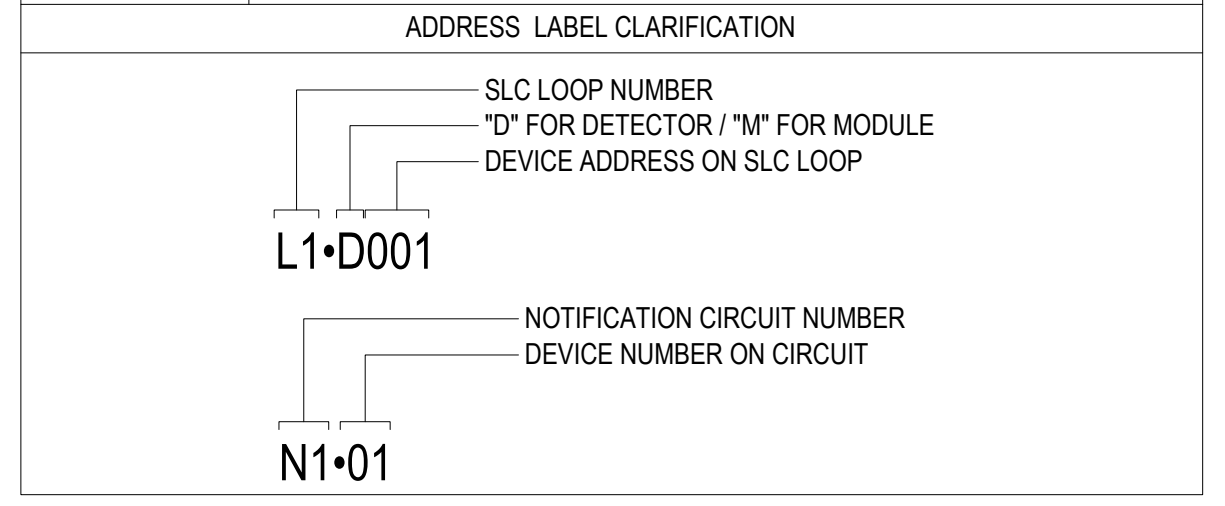 ADDRESS LABEL CLARIFICATION
SLC LOOP NUMBER
"D" FOR DETECTOR / "M" FOR MODULE
DEVICE ADDRESS ON SLC LOOP
L1•D001
NOTIFICATION CIRCUIT NUMBER
DEVICE NUMBER ON CIRCUIT
N1•01